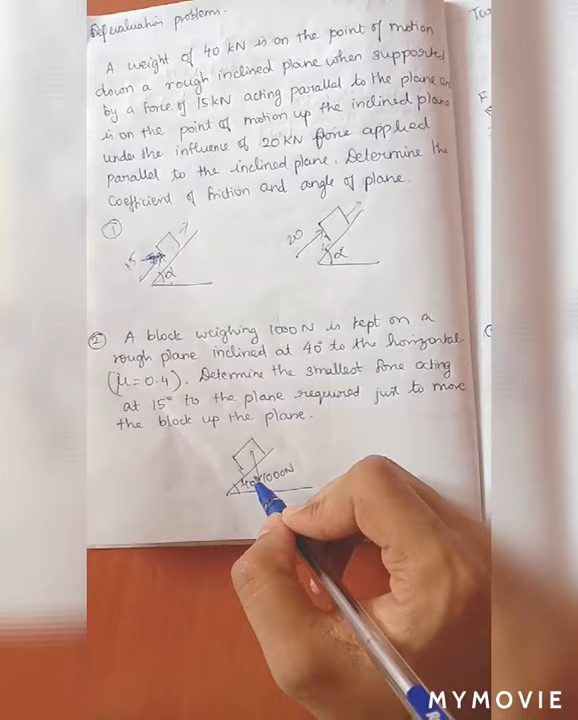 evaluation problems.
A weight of 40 KN is on the point of motion
down a rough inclined plane when supported
by a force of 15 KN acting parallel to the plane
is on the point of motion up the inclined plane
under the influence of 20 KN force applied
parallel to the inclined plane. Determine the
coefficient of friction and angle of plane.
①
15
α
20
α
② A block weighing 1000 N is kept on a
rough plane inclined at 40° to the horizontal
(μ = 0.4). Determine the smallest force acting
at 15° to the plane required just to move
the block up the plane.
1000N
MYMOVIE